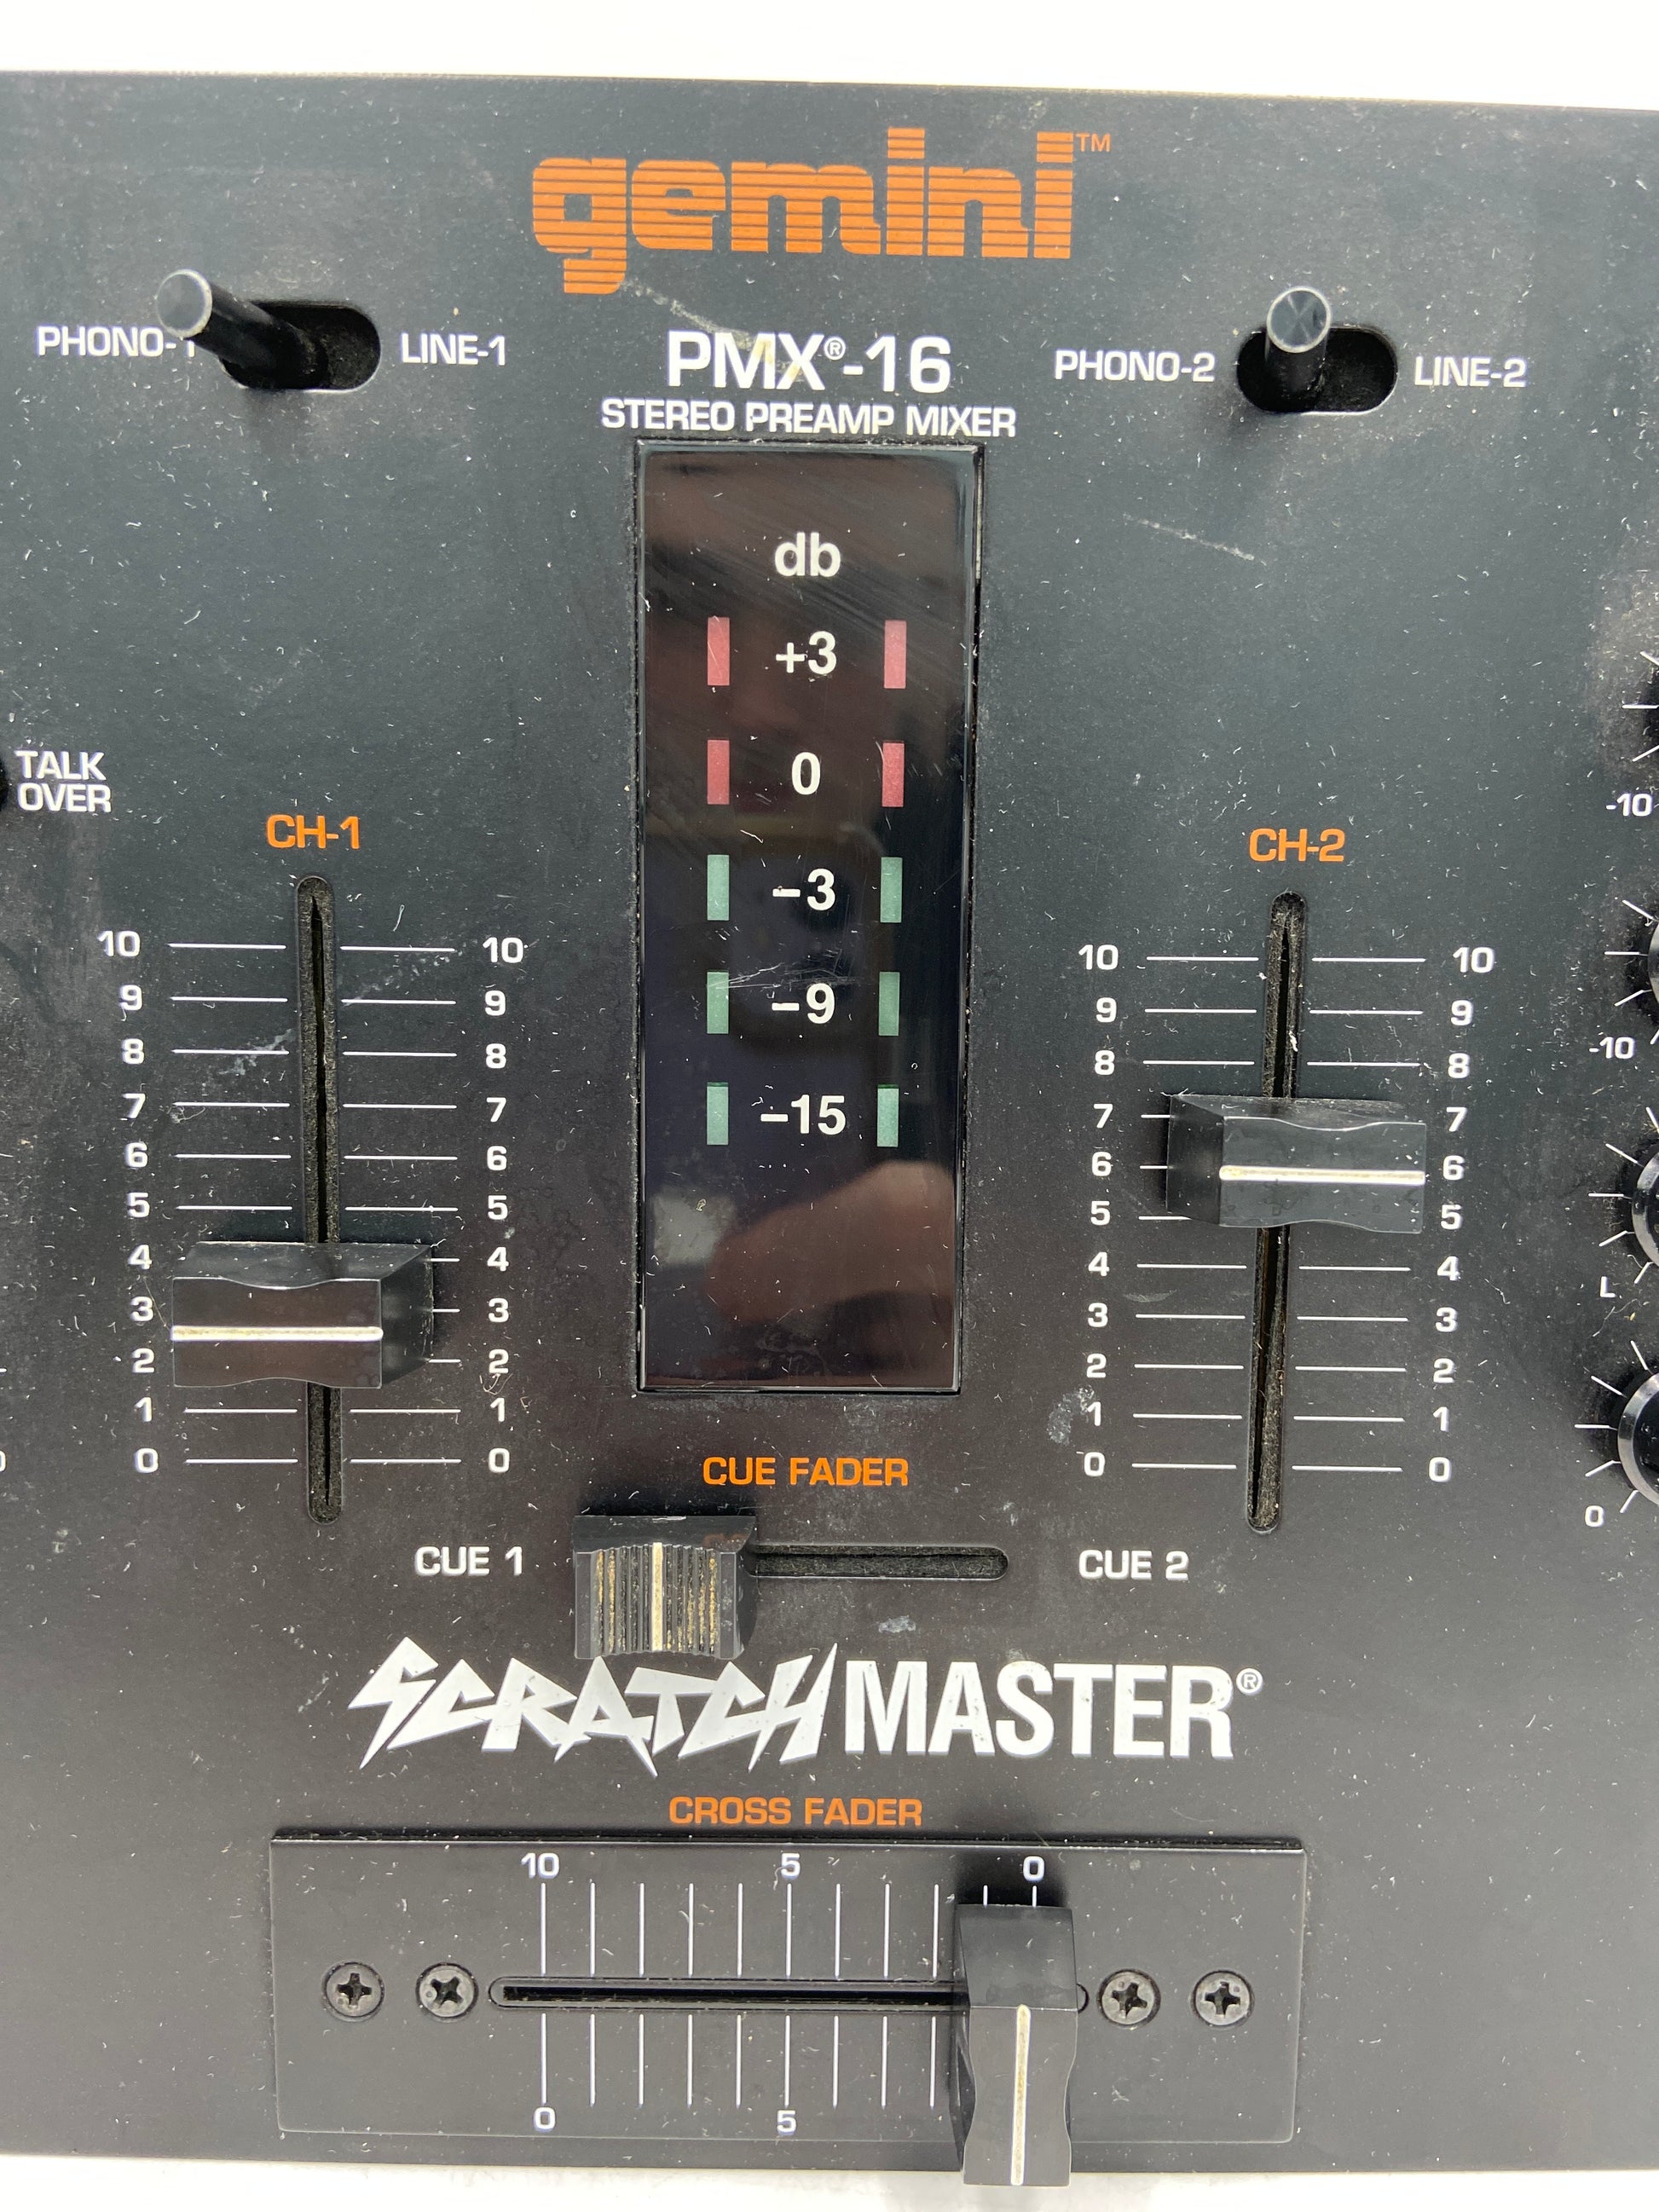 gemini™
PHONO-1 LINE-1
PMX®-16
PHONO-2 LINE-2
STEREO PREAMP MIXER
db
+3
0
-3
-9
-15
TALK
OVER
-10
CH-1
CH-2
10 10
9 9
8 8
7 7
6 6
5 5
4 4
3 3
2 2
1 1
0 0
10 10
9 9
8 8
7 7
6 6
5 5
4 4
3 3
2 2
1 1
0 0
-10
L
0
CUE FADER
CUE 1 CUE 2
SCRATCH MASTER®
CROSS FADER
10 5 0
0 5